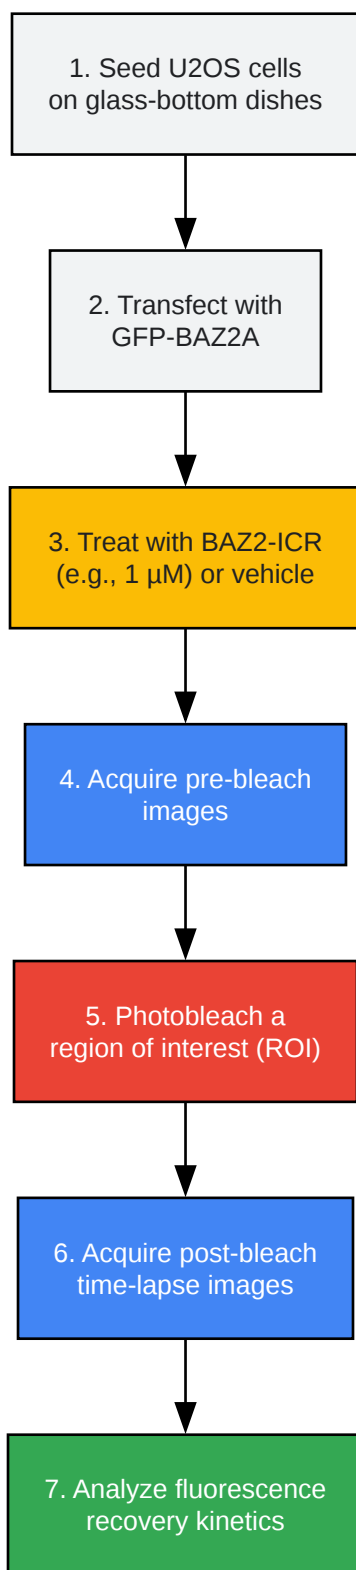 1. Seed U2OS cells
on glass-bottom dishes
2. Transfect with
GFP-BAZ2A
3. Treat with BAZ2-ICR
(e.g., 1 µM) or vehicle
4. Acquire pre-bleach
images
5. Photobleach a
region of interest (ROI)
6. Acquire post-bleach
time-lapse images
7. Analyze fluorescence
recovery kinetics